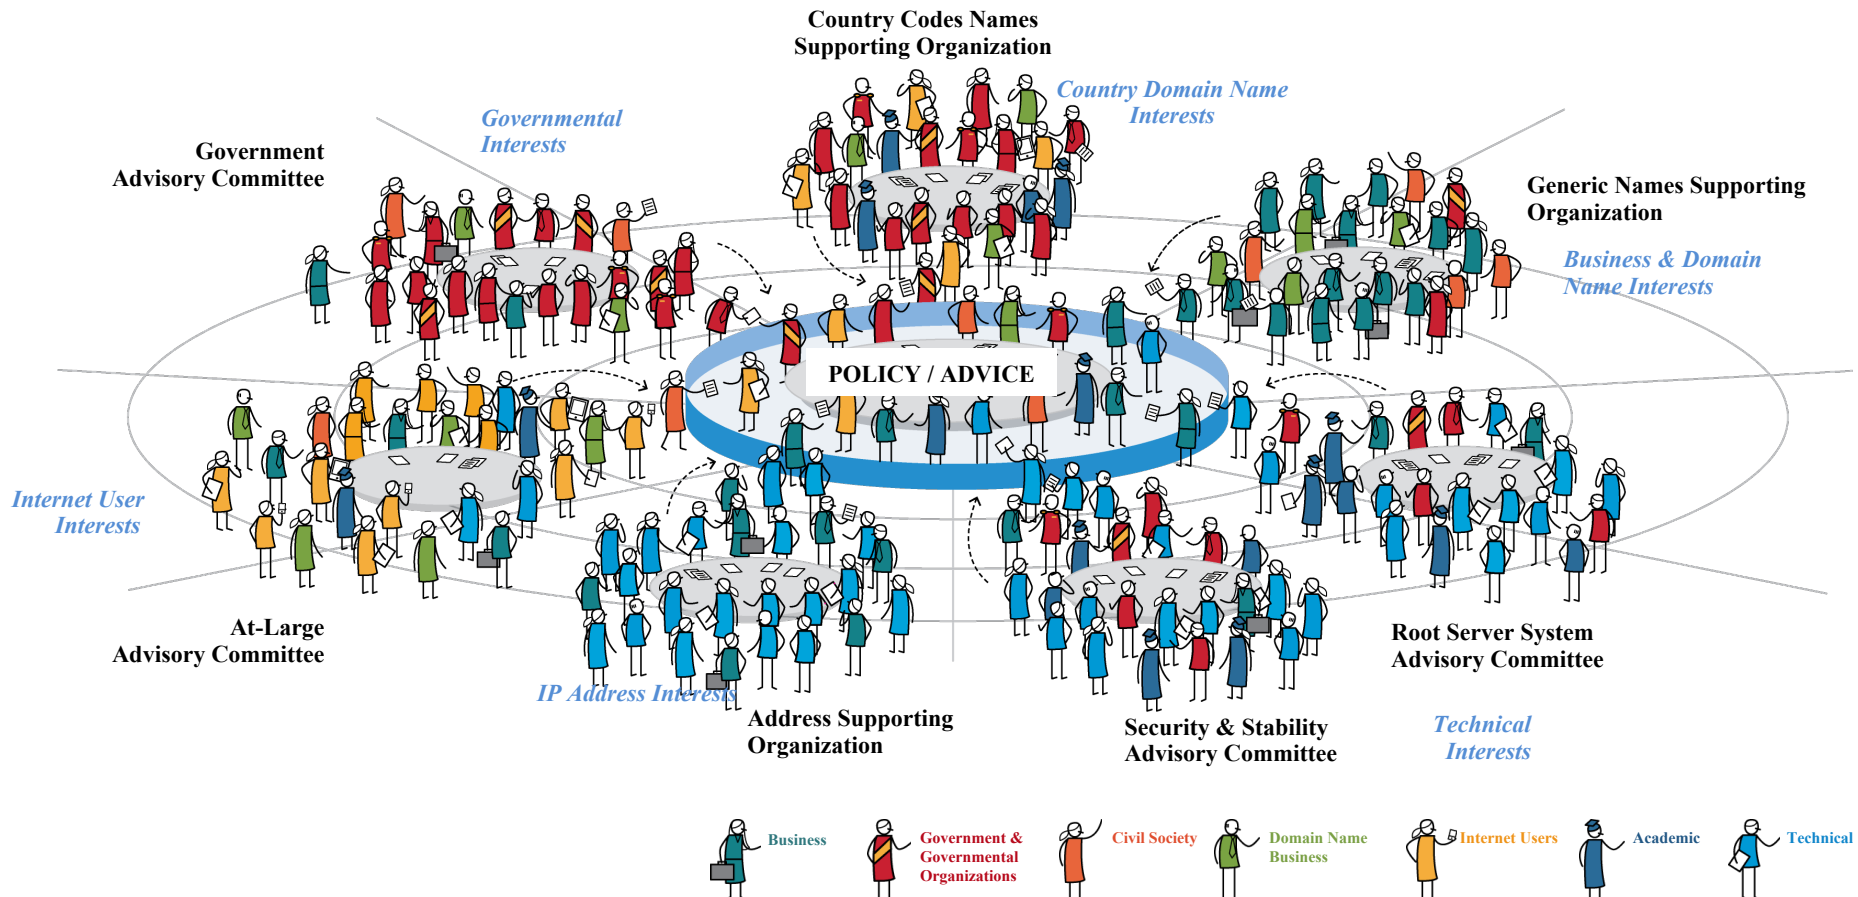 Country Codes Names
Supporting Organization
Country Domain Name
Interests
Governmental
Interests
Government
Advisory Committee
Generic Names Supporting
Organization
Business & Domain
Name Interests
POLICY / ADVICE
Internet User
Interests
At-Large
Advisory Committee
IP Address Interests
Address Supporting
Organization
Security & Stability
Advisory Committee
Root Server System
Advisory Committee
Technical
Interests
Business
Government &
Governmental
Organizations
Civil Society
Domain Name
Business
Internet Users
Academic
Technical